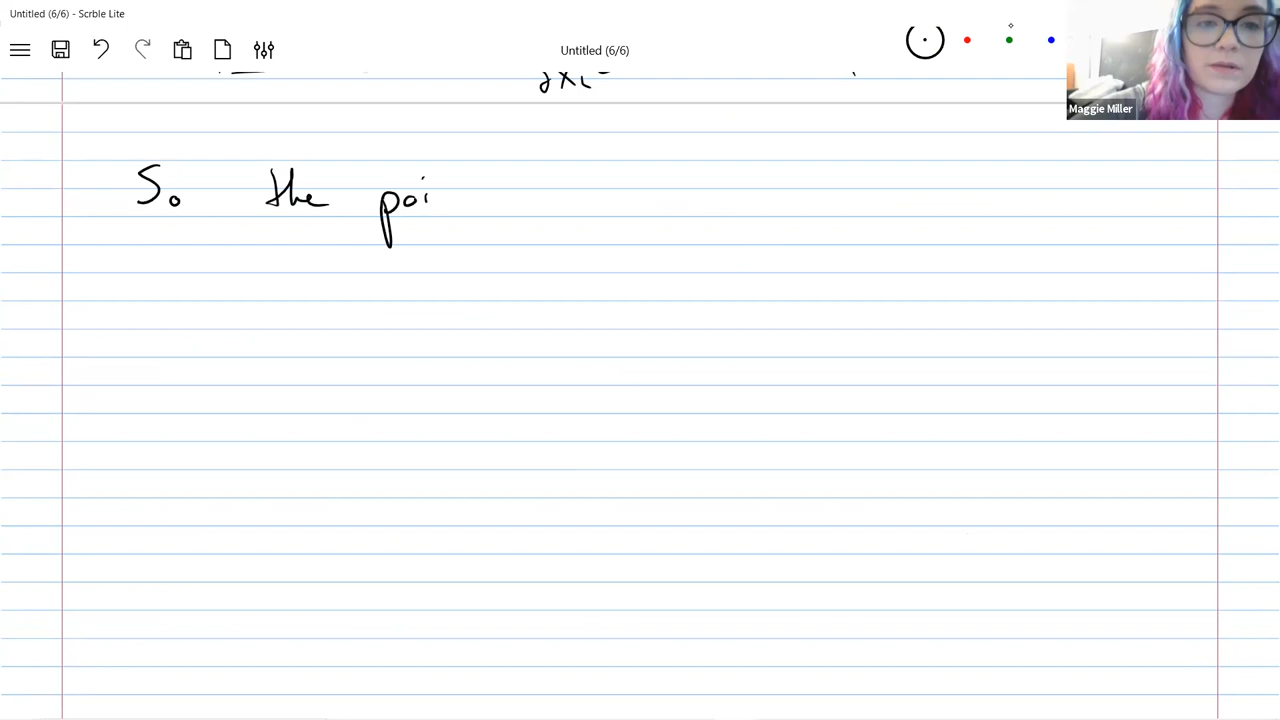 Untitled (6/6) - Scrble Lite
Untitled (6/6)
Maggie Miller
So the poi